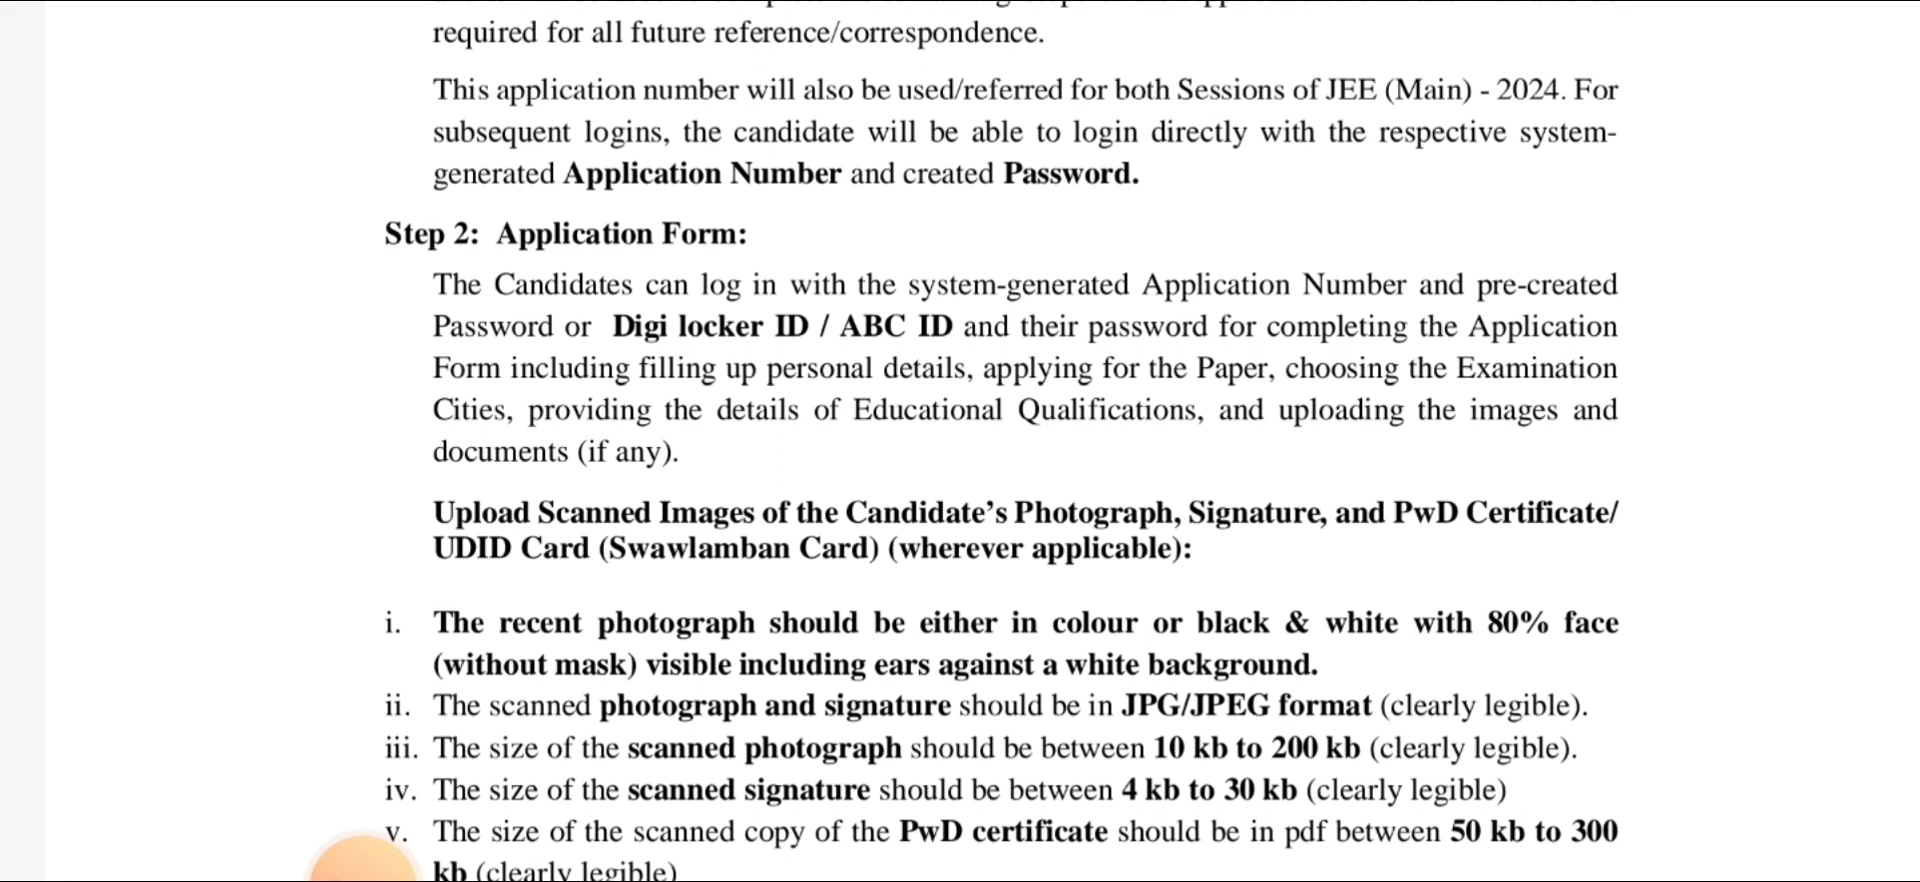 required for all future reference/correspondence.
This application number will also be used/referred for both Sessions of JEE (Main) - 2024. For
subsequent logins, the candidate will be able to login directly with the respective system-
generated Application Number and created Password.
Step 2: Application Form:
The Candidates can log in with the system-generated Application Number and pre-created
Password or Digi locker ID / ABC ID and their password for completing the Application
Form including filling up personal details, applying for the Paper, choosing the Examination
Cities, providing the details of Educational Qualifications, and uploading the images and
documents (if any).
Upload Scanned Images of the Candidate’s Photograph, Signature, and PwD Certificate/
UDID Card (Swawlamban Card) (wherever applicable):
i. The recent photograph should be either in colour or black & white with 80% face
(without mask) visible including ears against a white background.
ii. The scanned photograph and signature should be in JPG/JPEG format (clearly legible).
iii. The size of the scanned photograph should be between 10 kb to 200 kb (clearly legible).
iv. The size of the scanned signature should be between 4 kb to 30 kb (clearly legible)
v. The size of the scanned copy of the PwD certificate should be in pdf between 50 kb to 300
kb (clearly legible)